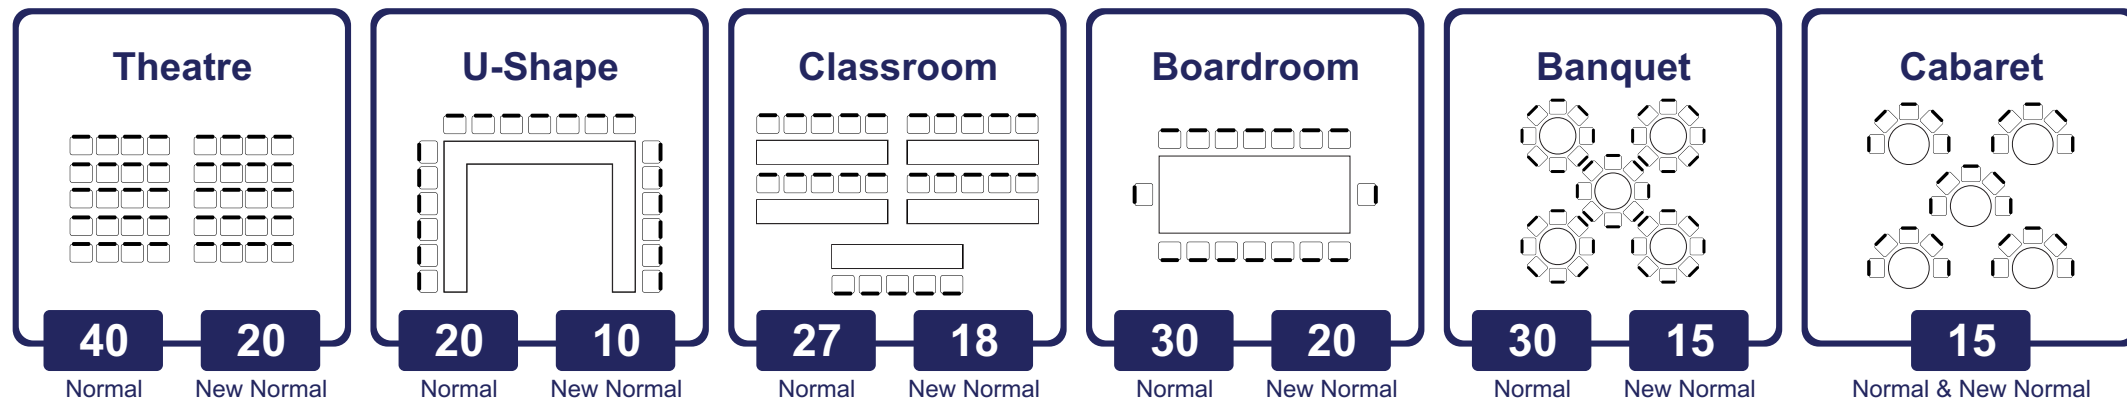 Theatre
40 20
Normal New Normal
U-Shape
20 10
Normal New Normal
Classroom
27 18
Normal New Normal
Boardroom
30 20
Normal New Normal
Banquet
30 15
Normal New Normal
Cabaret
15
Normal & New Normal